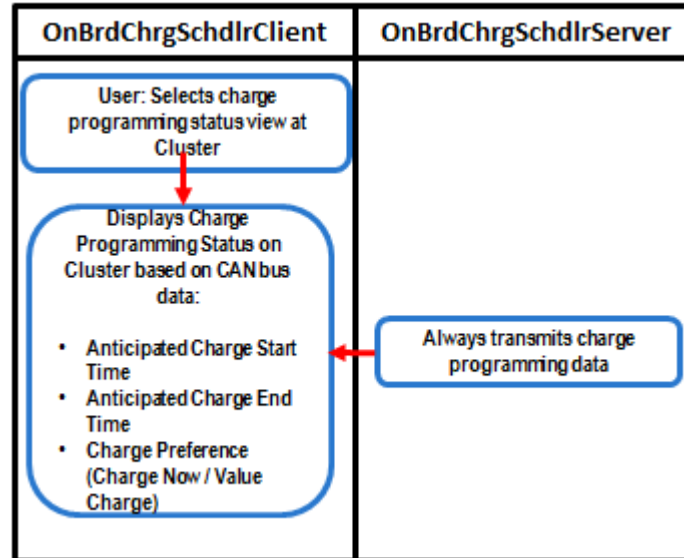 OnBrdChrgSchdlrClient
OnBrdChrgSchdlrServer
User: Selects charge
programming status view at
Cluster
Displays Charge
Programming Status on
Cluster based on CAN bus
data:
• Anticipated Charge Start
Time
• Anticipated Charge End
Time
• Charge Preference
(Charge Now / Value
Charge)
Always transmits charge
programming data